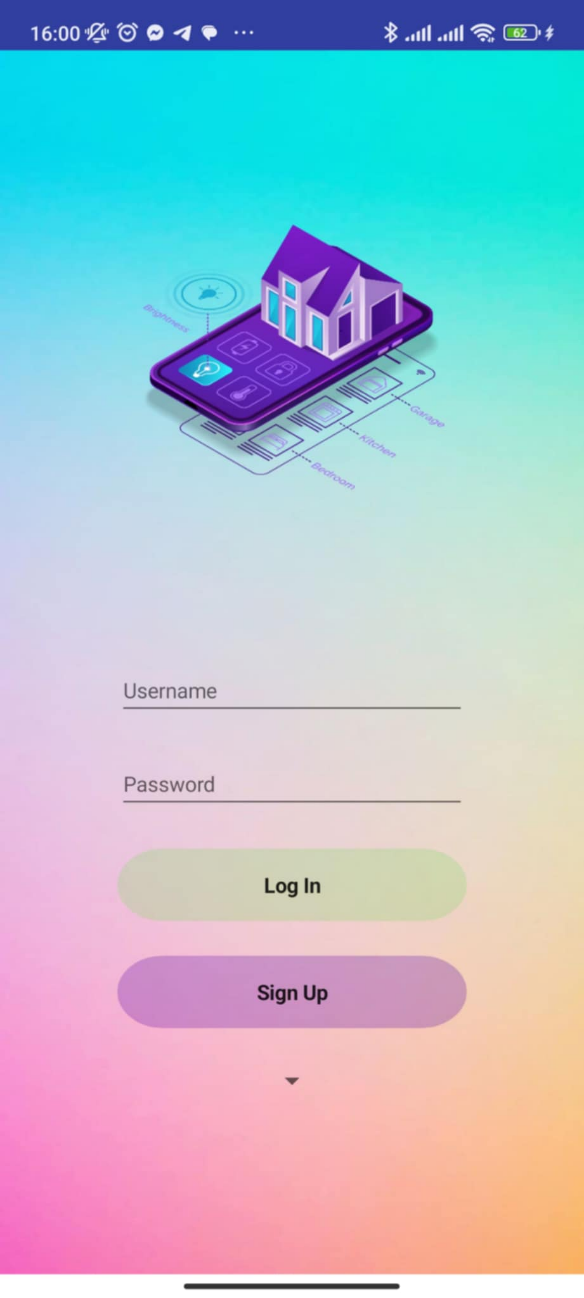 16:00
62
Brightness
Garage
Kitchen
Bedroom
Username
Password
Log In
Sign Up